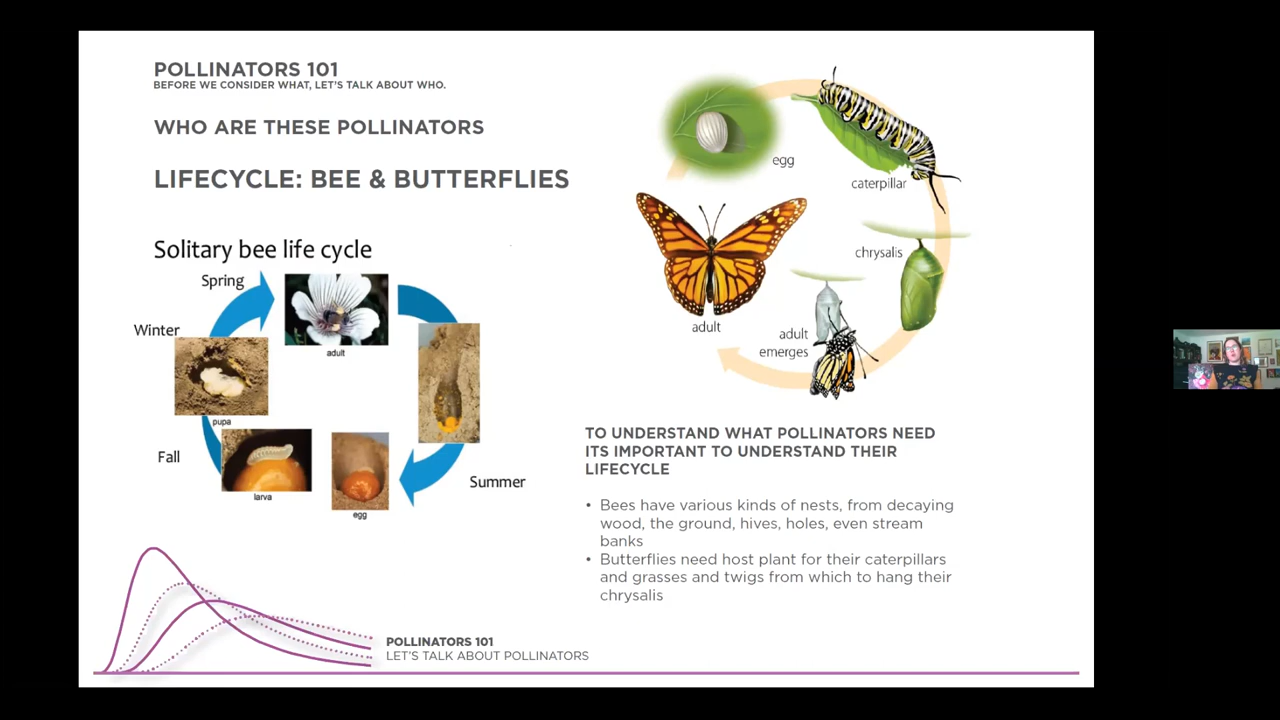 POLLINATORS 101
BEFORE WE CONSIDER WHAT, LET'S TALK ABOUT WHO.
WHO ARE THESE POLLINATORS
LIFECYCLE: BEE & BUTTERFLIES
Solitary bee life cycle
Spring
Winter
adult
pupa
Fall
larva
egg
Summer
egg
caterpillar
chrysalis
adult
adult
emerges
TO UNDERSTAND WHAT POLLINATORS NEED
ITS IMPORTANT TO UNDERSTAND THEIR
LIFECYCLE
• Bees have various kinds of nests, from decaying
wood, the ground, hives, holes, even stream
banks
• Butterflies need host plant for their caterpillars
and grasses and twigs from which to hang their
chrysalis
POLLINATORS 101
LET'S TALK ABOUT POLLINATORS